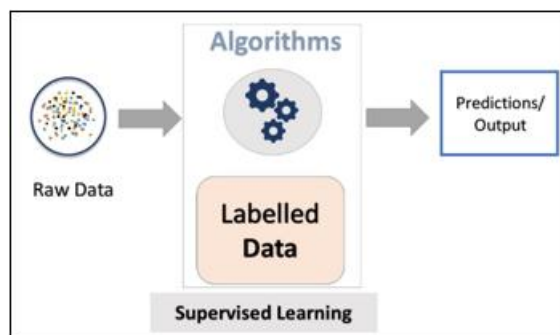 Algorithms
Raw Data
Predictions/
Output
Labelled
Data
Supervised Learning